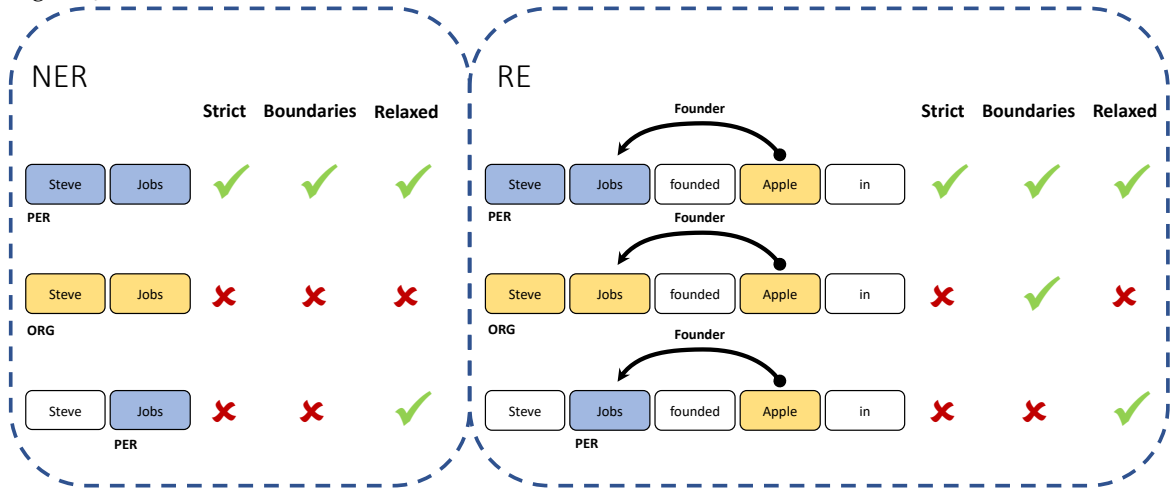 NER
Strict Boundaries Relaxed
Steve Jobs
PER
Steve Jobs
ORG
Steve Jobs
PER
RE
Strict Boundaries Relaxed
Founder
Steve Jobs founded Apple in
PER
Founder
Steve Jobs founded Apple in
ORG
Founder
Steve Jobs founded Apple in
PER